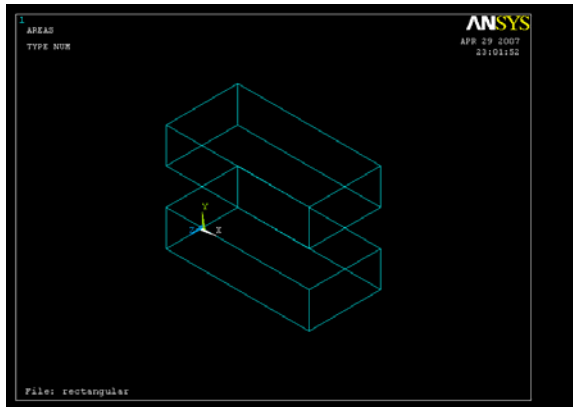 1
AREAS
TYPE NUM
ANSYS
APR 29 2007
23:01:52
Y
Z X
File: rectangular